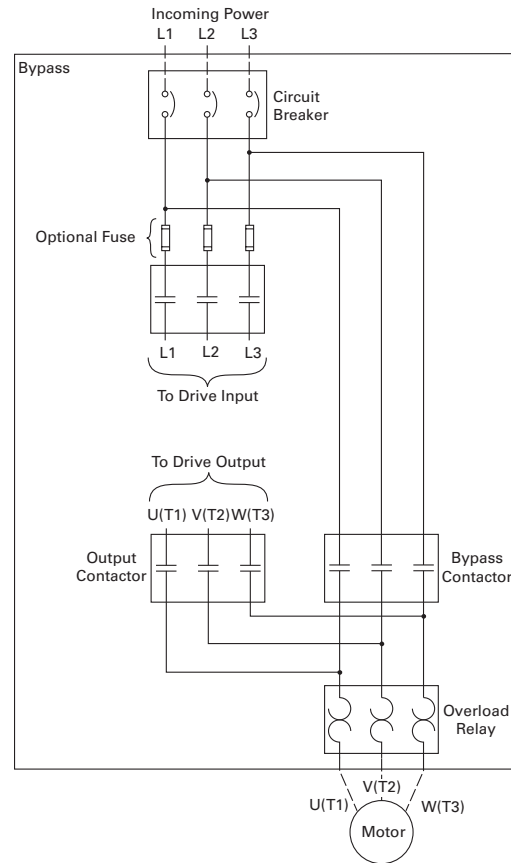 Incoming Power
L1 L2 L3
Bypass
Circuit
Breaker
Optional Fuse
L1 L2 L3
To Drive Input
To Drive Output
U(T1) V(T2) W(T3)
Output
Contactor
Bypass
Contactor
Overload
Relay
V(T2)
U(T1) W(T3)
Motor